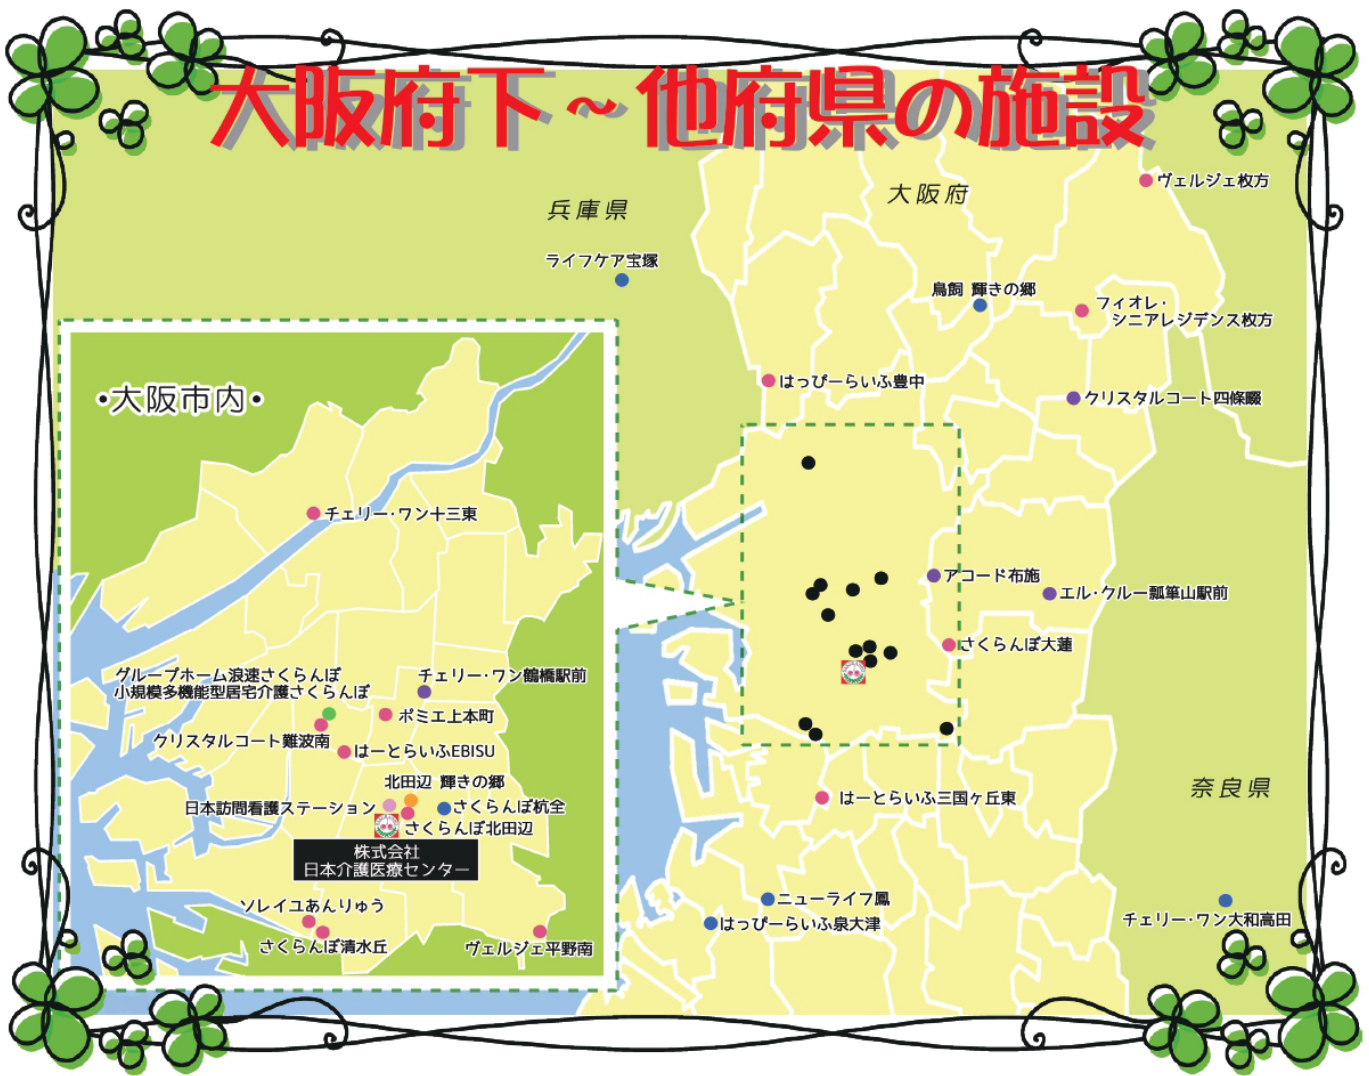 大阪府下~他府県の施設
兵庫県
大阪府
ヴェルジェ枚方
ライフケア宝塚
鳥飼 輝きの郷
フィオレ・
シニアレジデンス枚方
はっぴーらいふ豊中
クリスタルコート四條畷
・大阪市内・
チェリー・ワン十三東
アコード布施
エル・クルー瓢箪山駅前
さくらんぼ大蓮
グループホーム浪速さくらんぼ
小規模多機能型居宅介護さくらんぼ
チェリー・ワン鶴橋駅前
ポミエ上本町
クリスタルコート難波南
はーとらいふEBISU
北田辺 輝きの郷
日本訪問看護ステーション
さくらんぼ杭全
さくらんぼ北田辺
株式会社
日本介護医療センター
奈良県
はーとらいふ三国ヶ丘東
ソレイユあんりゅう
さくらんぼ清水丘
ヴェルジェ平野南
ニューライフ鳳
はっぴーらいふ泉大津
チェリー・ワン大和高田